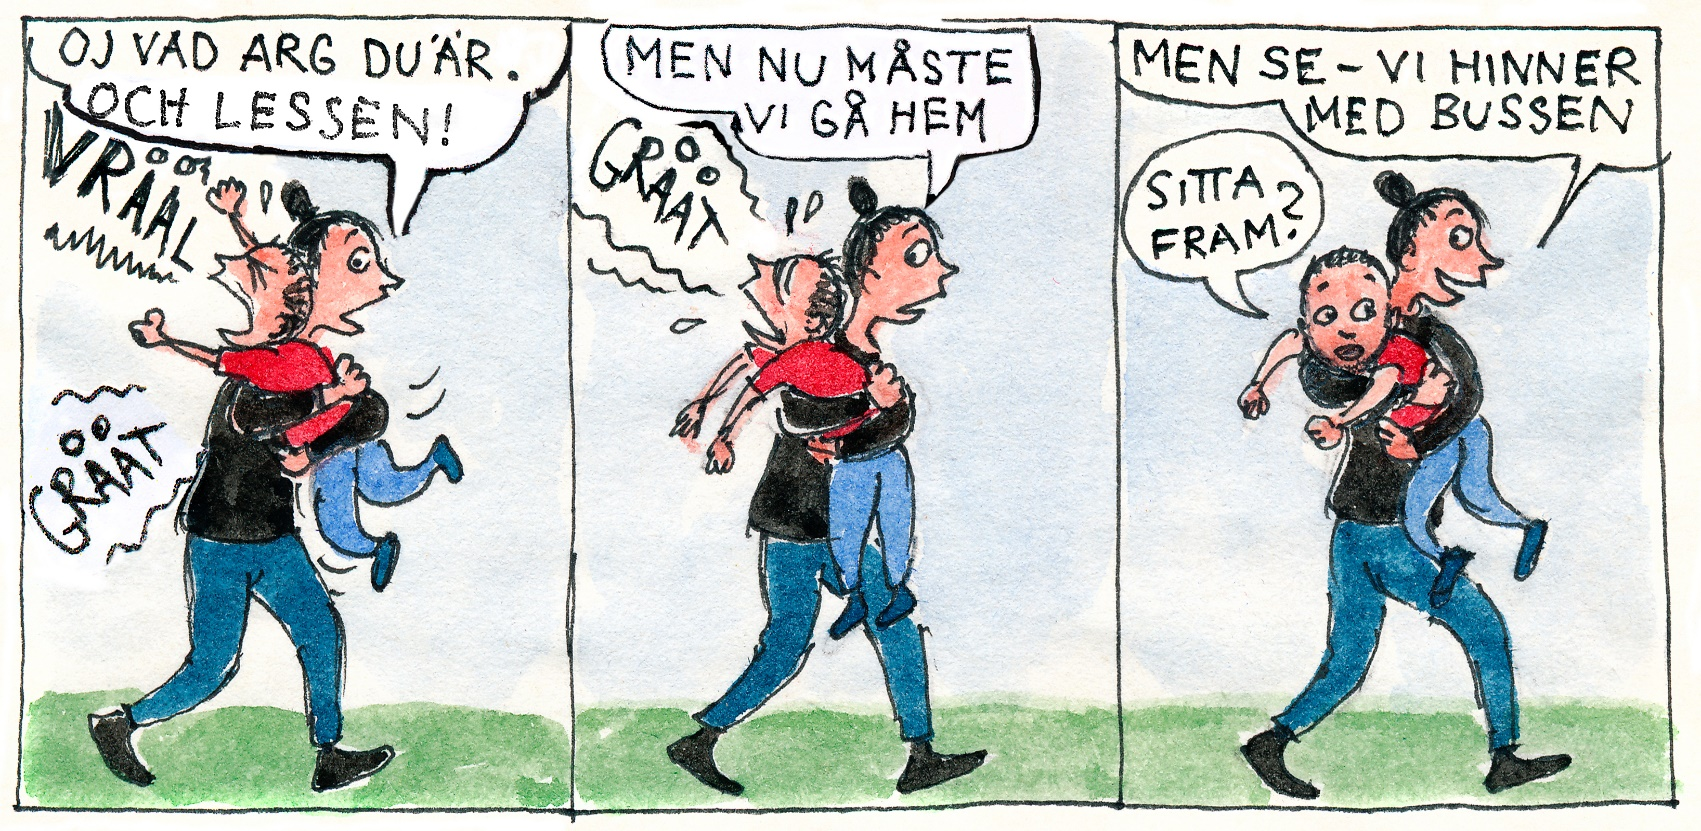 OJ VAD ARG DU ÄR.
OCH LESSEN!
VRÅÅL
GRÅÅT
MEN NU MÅSTE
VI GÅ HEM
GRÅÅT
MEN SE – VI HINNER
MED BUSSEN
SITTA
FRAM?